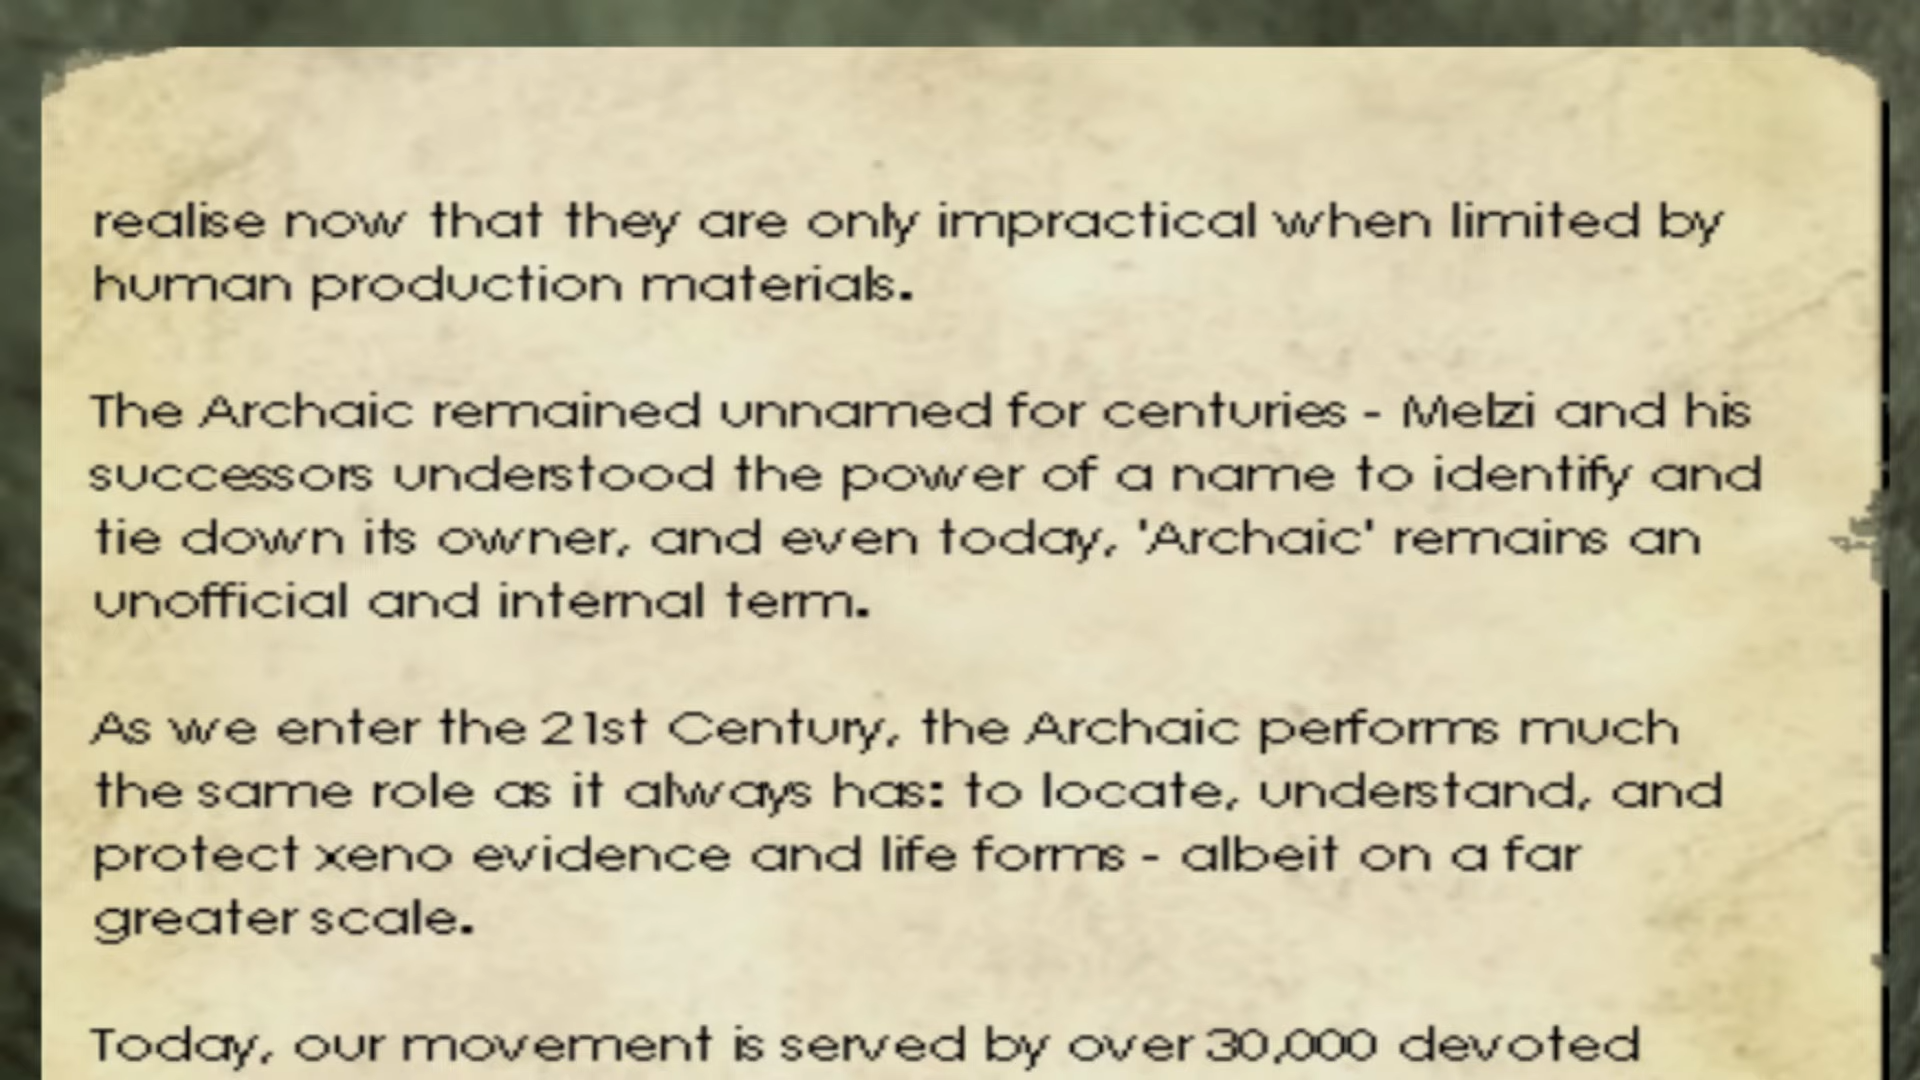 realise now that they are only impractical when limited by
human production materials.
The Archaic remained unnamed for centuries - Melzi and his
successors understood the power of a name to identify and
tie down its owner, and even today, 'Archaic' remains an
unofficial and internal term.
As we enter the 21st Century, the Archaic performs much
the same role as it always has: to locate, understand, and
protect xeno evidence and life forms - albeit on a far
greater scale.
Today, our movement is served by over 30,000 devoted